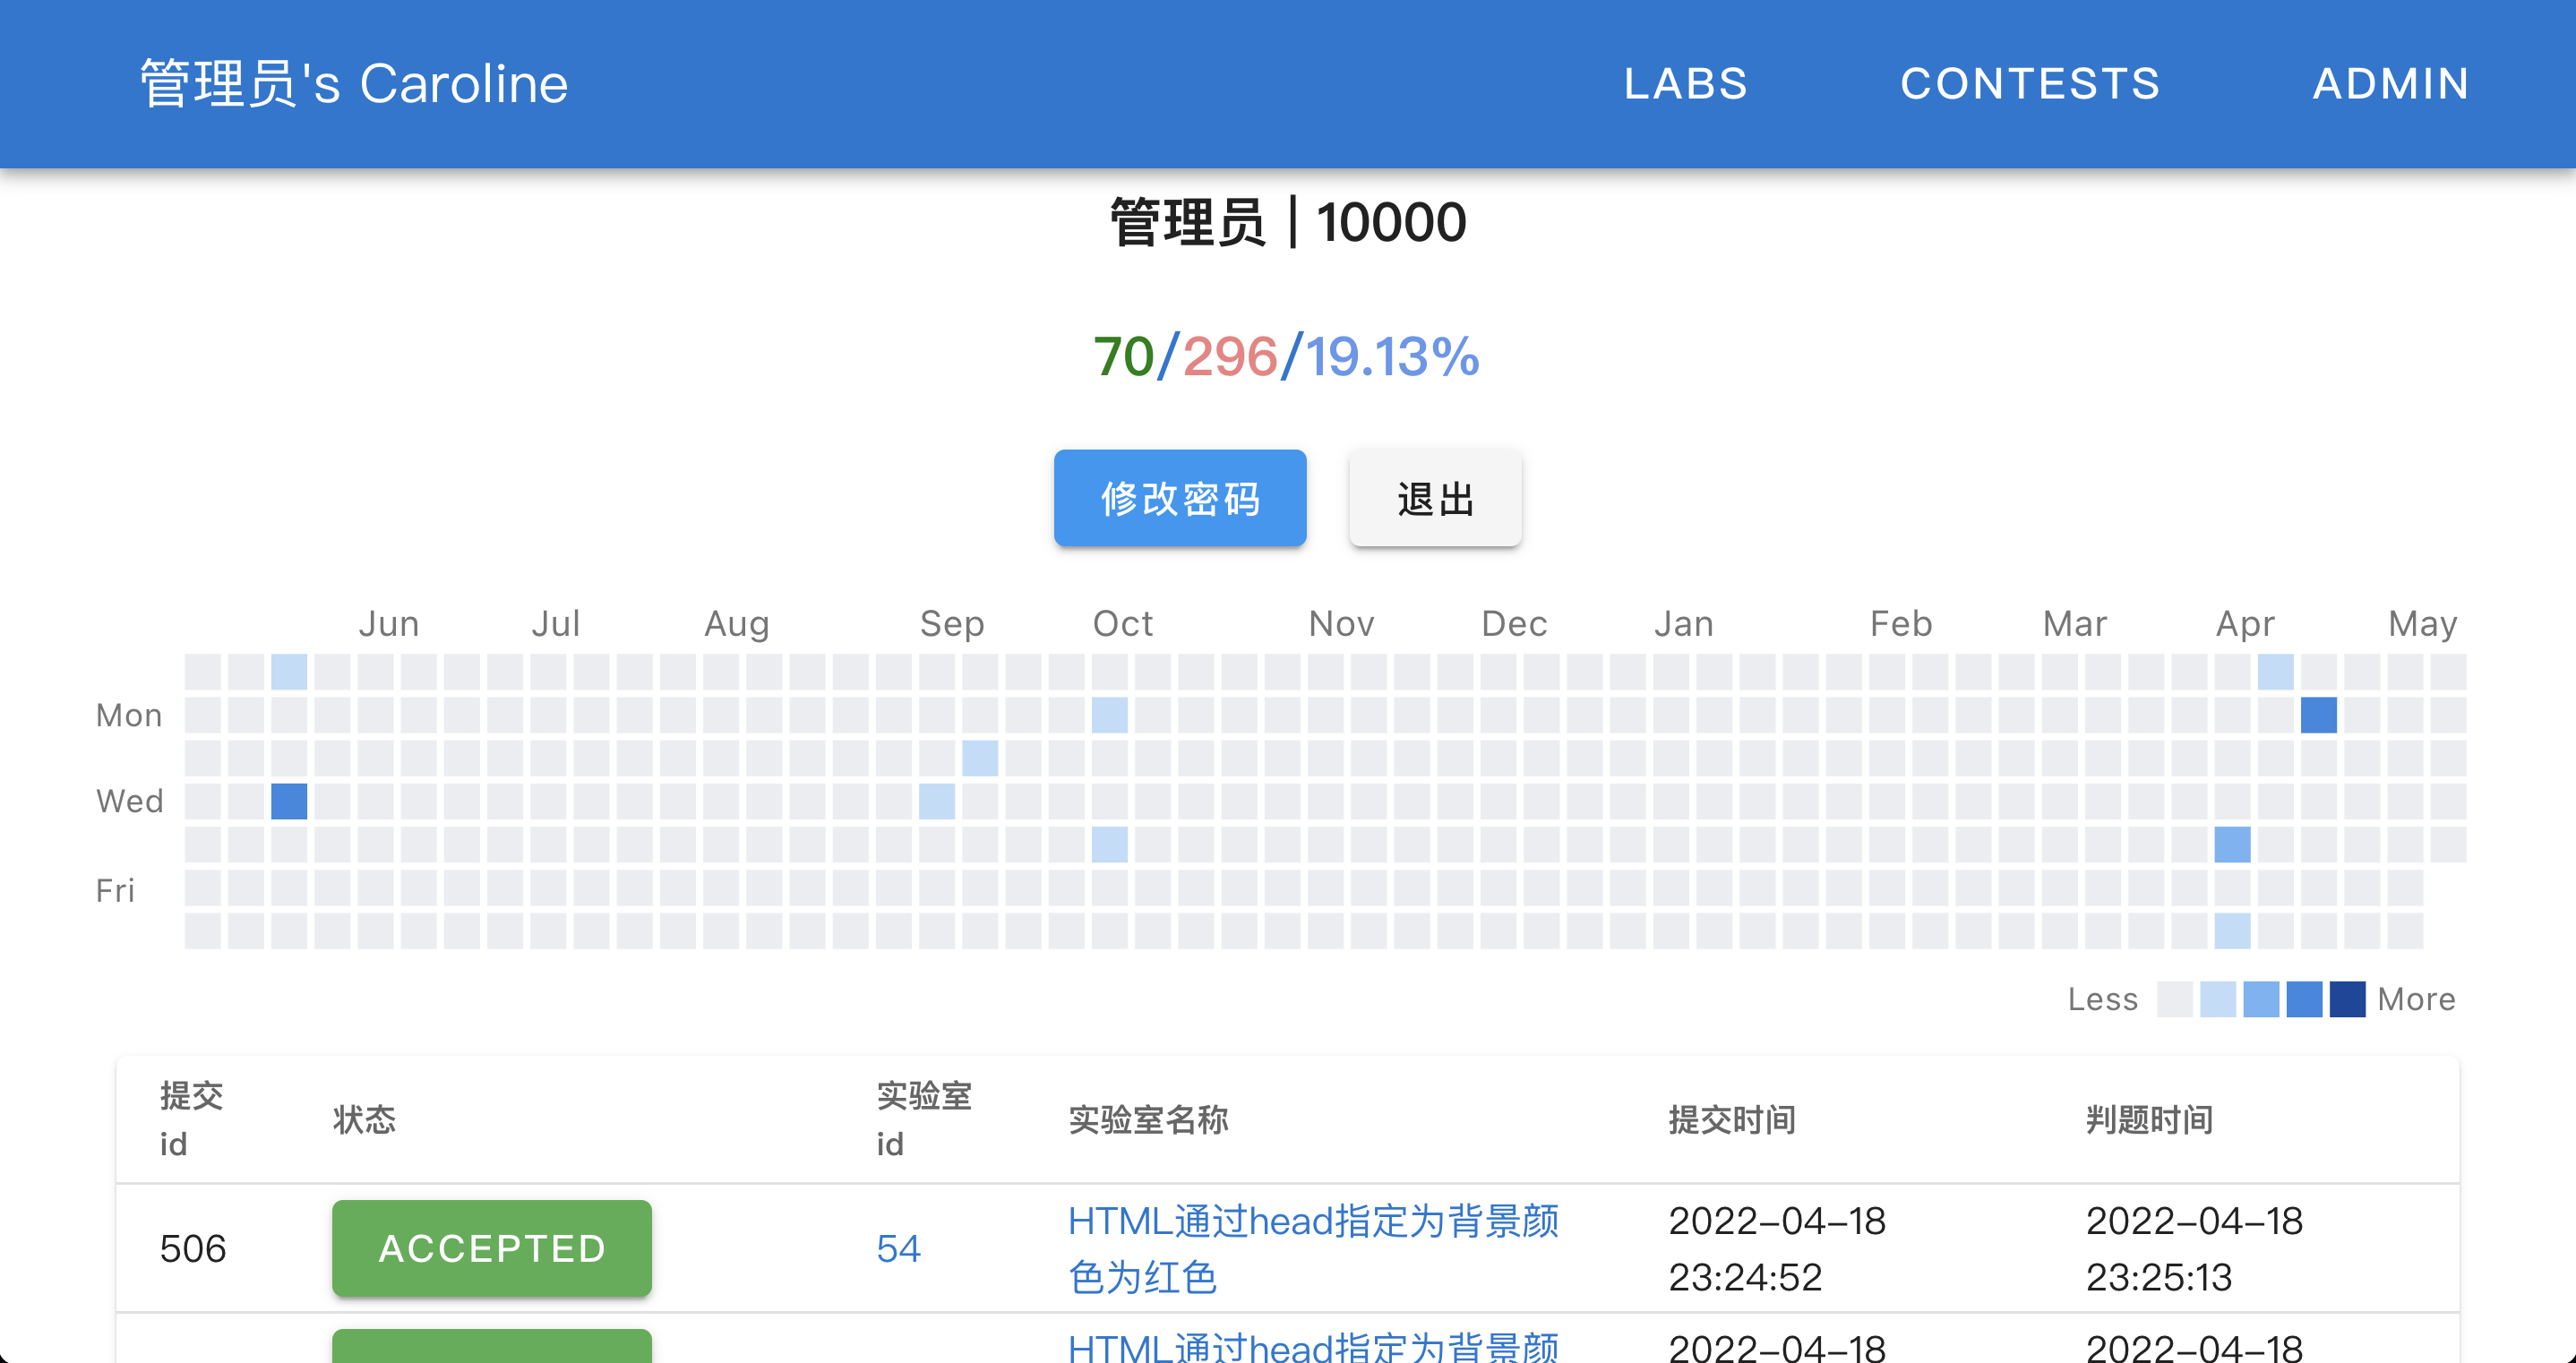 管理员's Caroline
LABS
CONTESTS
ADMIN
管理员 | 10000
70/296/19.13%
修改密码
退出
Jun
Jul
Aug
Sep
Oct
Nov
Dec
Jan
Feb
Mar
Apr
May
Mon
Wed
Fri
Less
More
提交
id
状态
实验室
id
实验室名称
提交时间
判题时间
506
ACCEPTED
54
HTML通过head指定为背景颜
色为红色
2022-04-18
23:24:52
2022-04-18
23:25:13
HTML通过head指定为背景颜
2022-04-18
2022-04-18